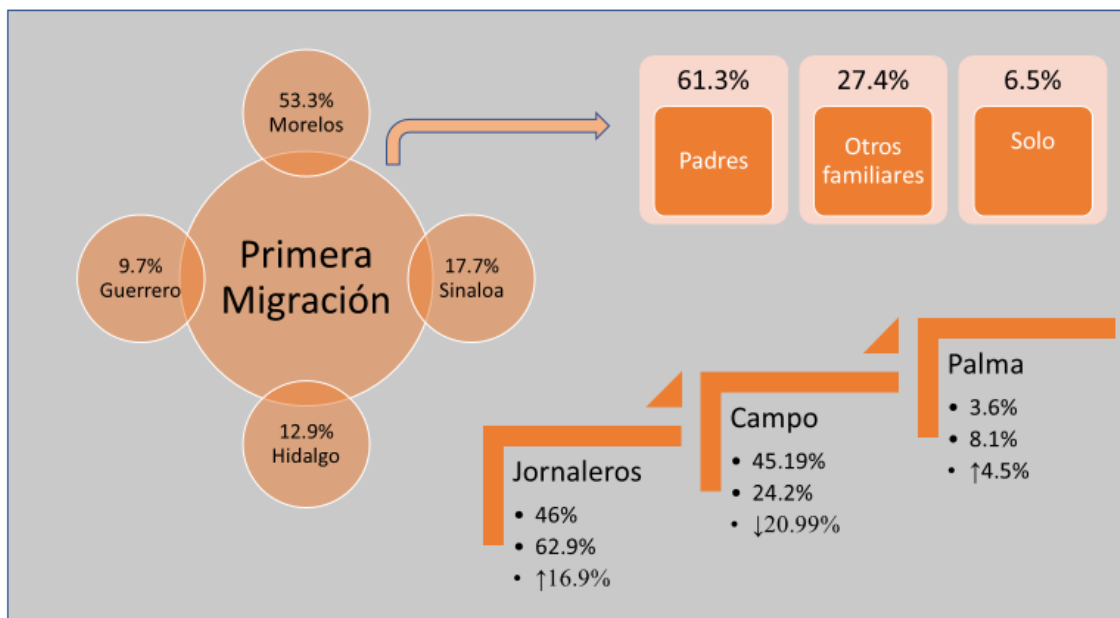 53.3%
Morelos
9.7%
Guerrero
Primera
Migración
17.7%
Sinaloa
12.9%
Hidalgo
61.3%
Padres
27.4%
Otros
familiares
6.5%
Solo
Jornaleros
• 46%
• 62.9%
• ↑16.9%
Campo
• 45.19%
• 24.2%
• ↓20.99%
Palma
• 3.6%
• 8.1%
• ↑4.5%